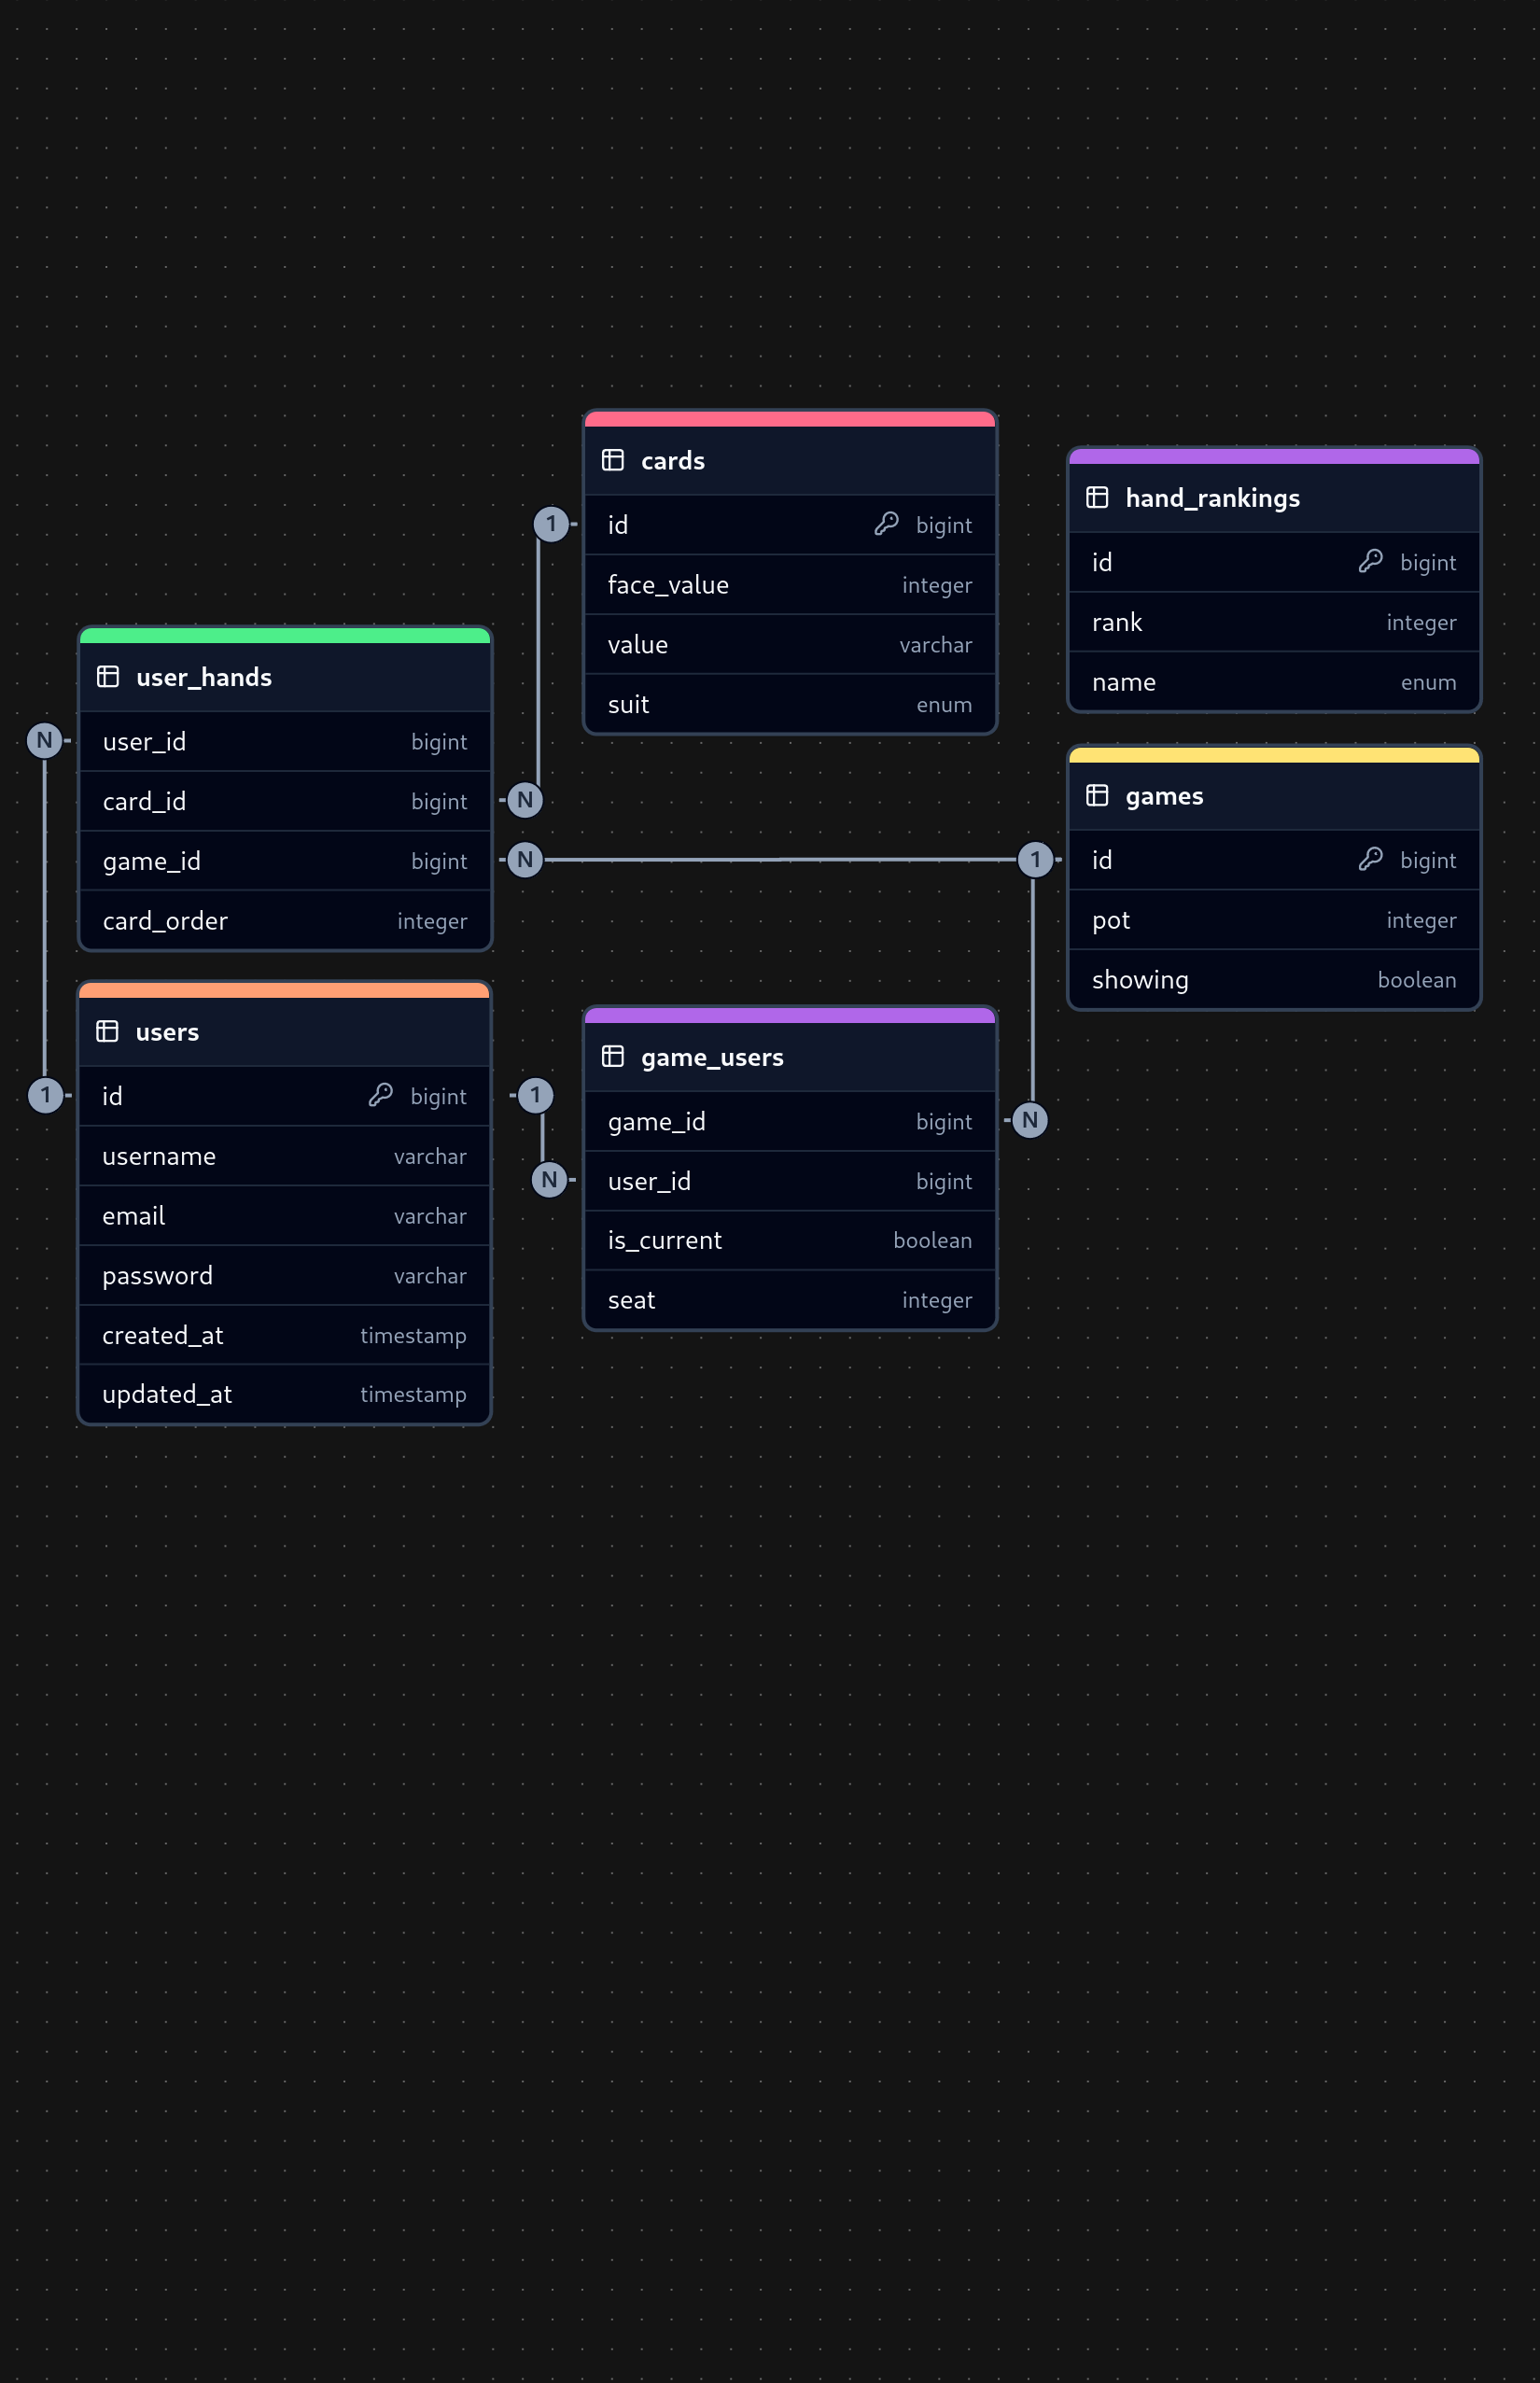 cards
id bigint
face_value integer
value varchar
suit enum
hand_rankings
id bigint
rank integer
name enum
user_hands
user_id bigint
card_id bigint
game_id bigint
card_order integer
games
id bigint
pot integer
showing boolean
users
id bigint
username varchar
email varchar
password varchar
created_at timestamp
updated_at timestamp
game_users
game_id bigint
user_id bigint
is_current boolean
seat integer
1
N
N
N
1
1
1
N
N